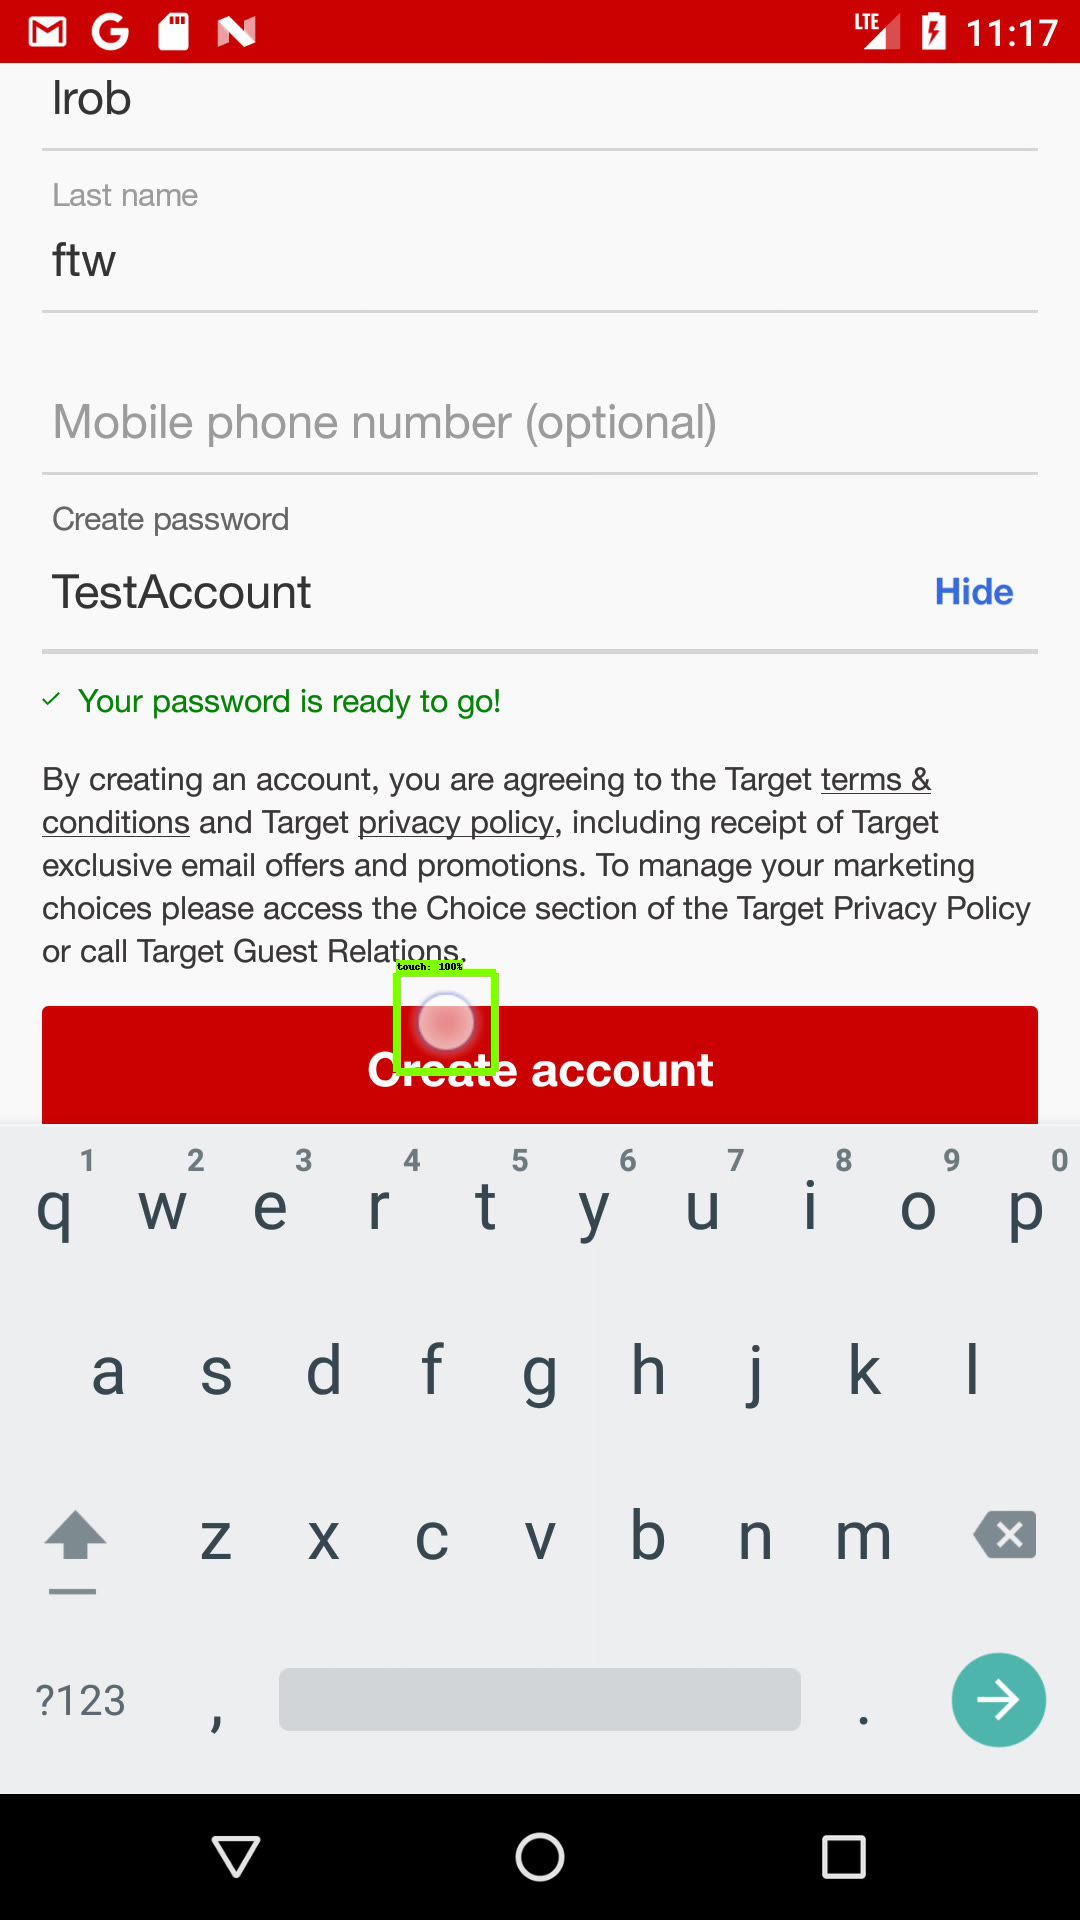 LTE 11:17
lrob
Last name
ftw
Mobile phone number (optional)
Create password
TestAccount Hide
Your password is ready to go!
By creating an account, you are agreeing to the Target terms &
conditions and Target privacy policy, including receipt of Target
exclusive email offers and promotions. To manage your marketing
choices please access the Choice section of the Target Privacy Policy
or call Target Guest Relations.
touch: 100%
Create account
1 2 3 4 5 6 7 8 9 0
q w e r t y u i o p
a s d f g h j k l
z x c v b n m
?123 , .